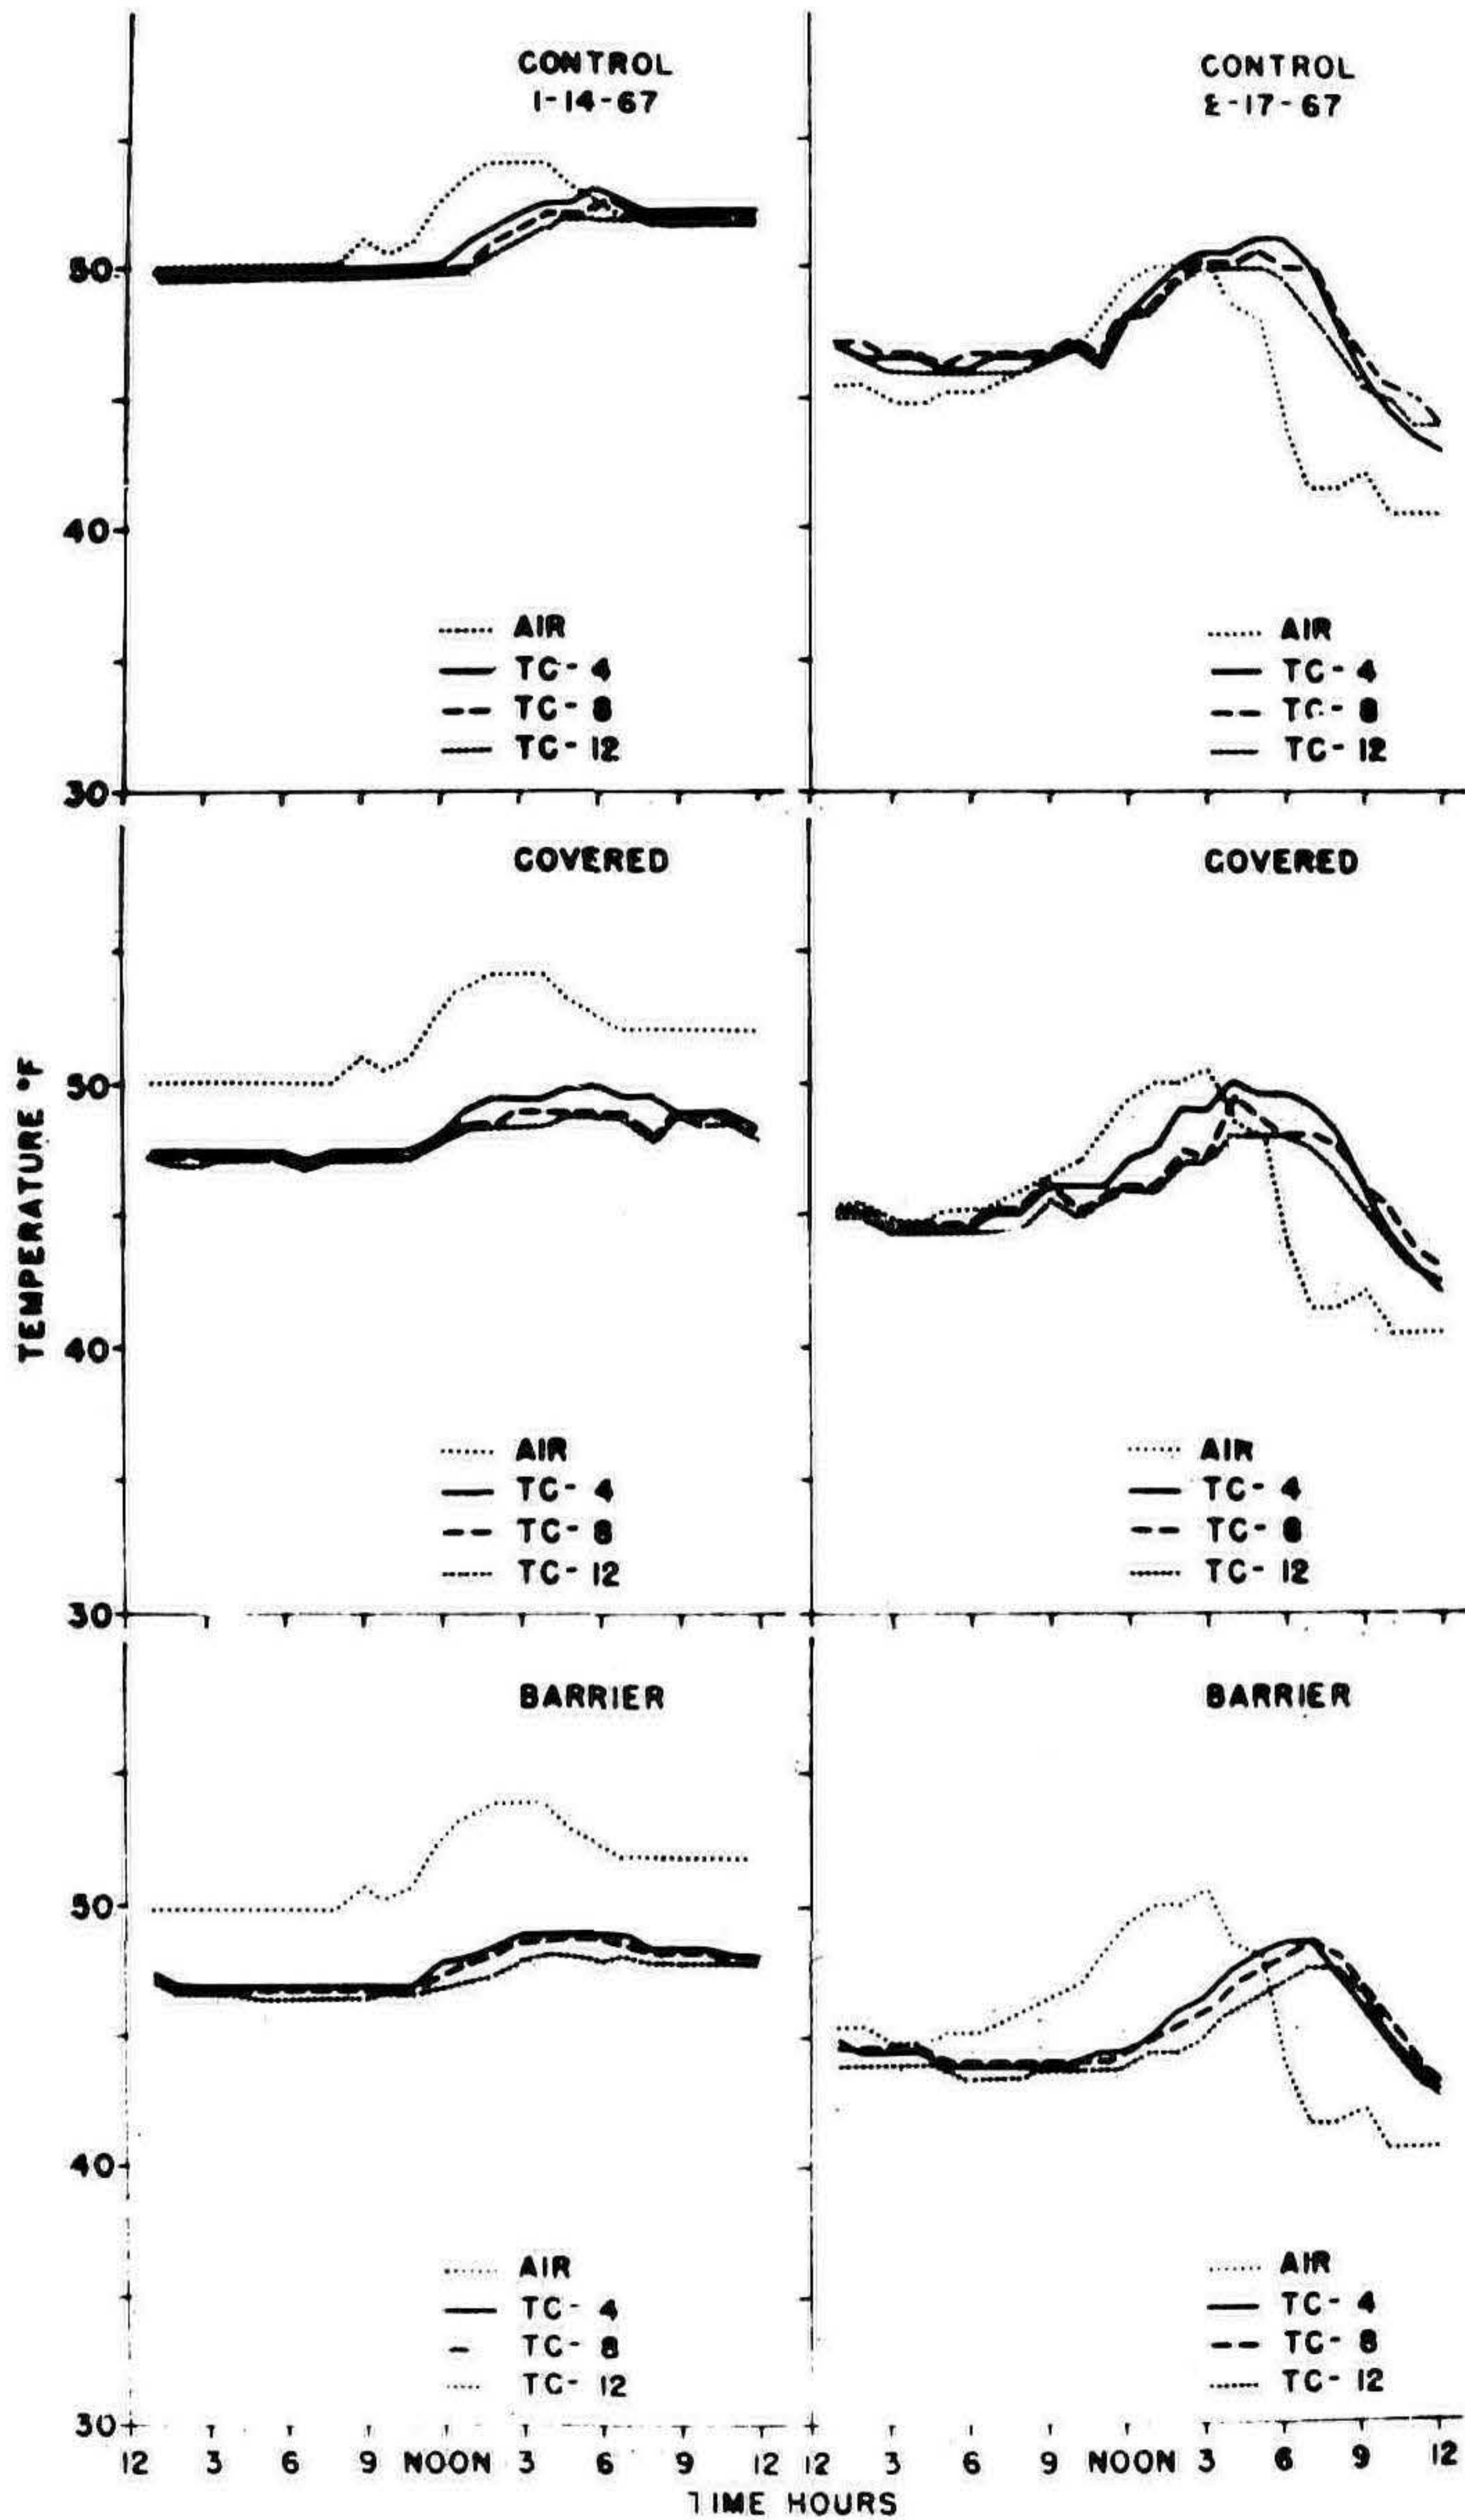 CONTROL
1-14-67
50
40
30
AIR
TC- 4
TC- 8
TC- 12
CONTROL
2-17-67
AIR
TC- 4
TC- 8
TC- 12
TEMPERATURE °F
COVERED
50
40
30
AIR
TC- 4
TC- 8
TC- 12
COVERED
AIR
TC- 4
TC- 8
TC- 12
BARRIER
50
40
30
AIR
TC- 4
TC- 8
TC- 12
12 3 6 9 NOON 3 6 9 12
BARRIER
AIR
TC- 4
TC- 8
TC- 12
12 3 6 9 NOON 3 6 9 12
TIME HOURS